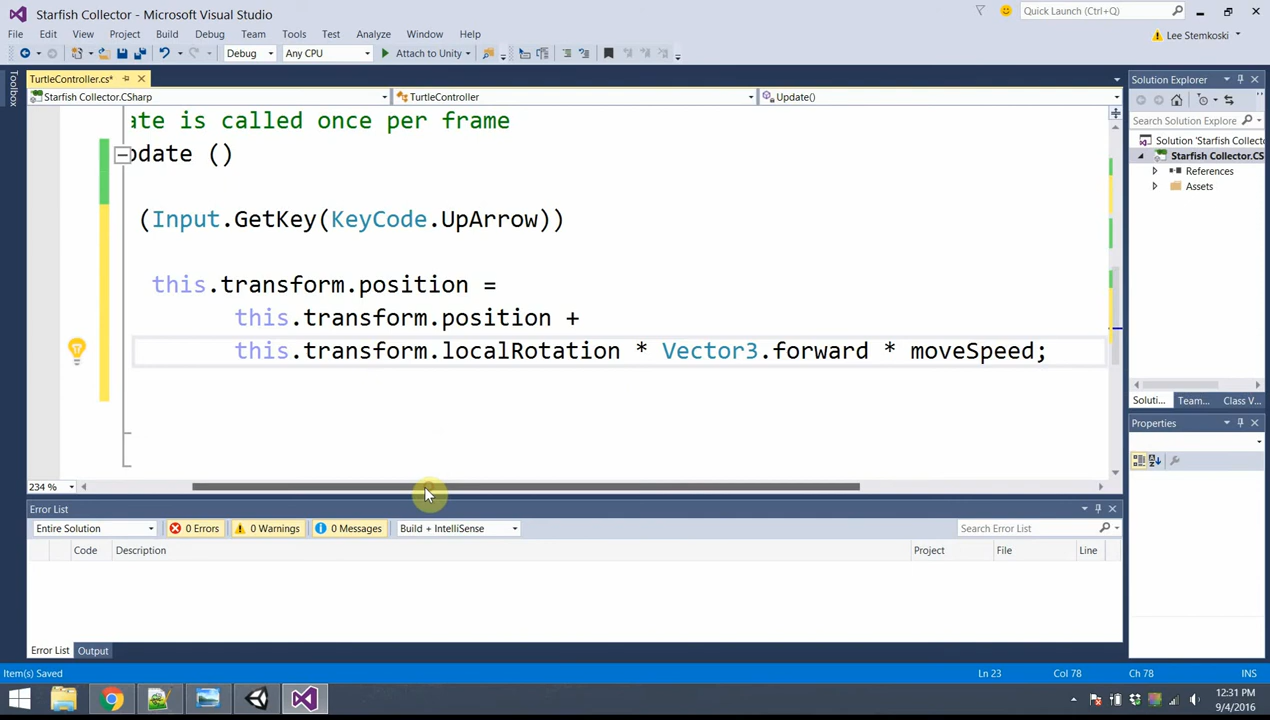 Starfish Collector - Microsoft Visual Studio
Quick Launch (Ctrl+Q)
File Edit View Project Build Debug Team Tools Test Analyze Window Help
Lee Stemkoski
Debug Any CPU Attach to Unity
Toolbox
TurtleController.cs*
Starfish Collector.CSharp TurtleController Update()
ate is called once per frame
pdate ()
(Input.GetKey(KeyCode.UpArrow))
this.transform.position =
this.transform.position +
this.transform.localRotation * Vector3.forward * moveSpeed;
234 %
Solution Explorer
Search Solution Explorer
Solution 'Starfish Collecto
Starfish Collector.CS
References
Assets
Soluti... Team... Class V...
Properties
Error List
Entire Solution 0 Errors 0 Warnings 0 Messages Build + IntelliSense Search Error List
Code Description Project File Line
Error List Output
Item(s) Saved Ln 23 Col 78 Ch 78 INS
12:31 PM
9/4/2016